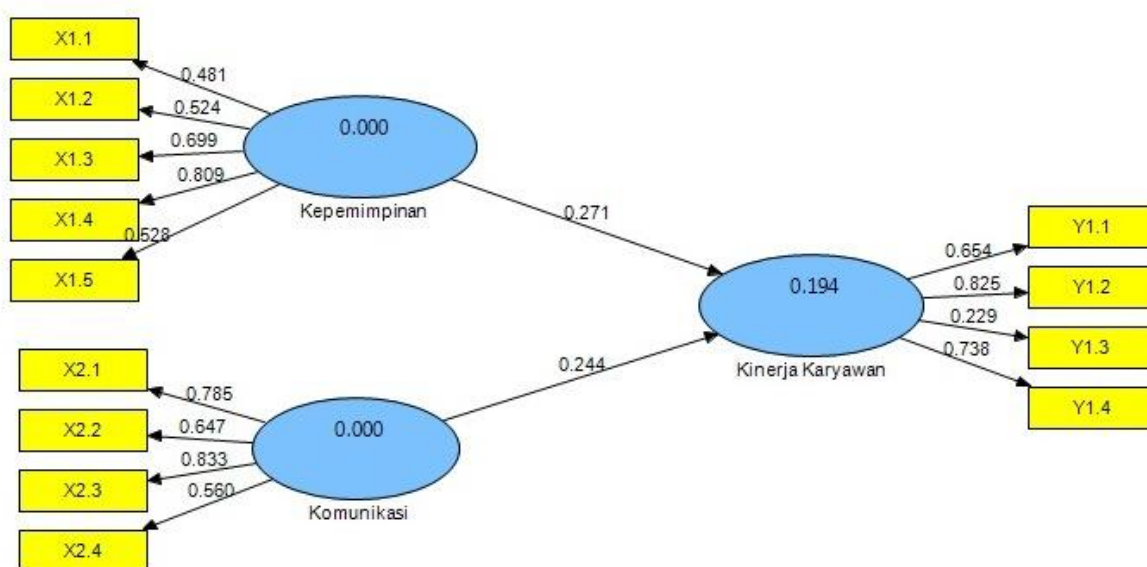 X1.1
0.481
X1.2
0.524
X1.3
0.699
X1.4
0.809
X1.5
0.528
0.000
Kepemimpinan
0.271
X2.1
0.785
X2.2
0.647
X2.3
0.833
X2.4
0.560
0.000
Komunikasi
0.244
0.194
Kinerja Karyawan
0.654
Y1.1
0.825
Y1.2
0.229
Y1.3
0.738
Y1.4